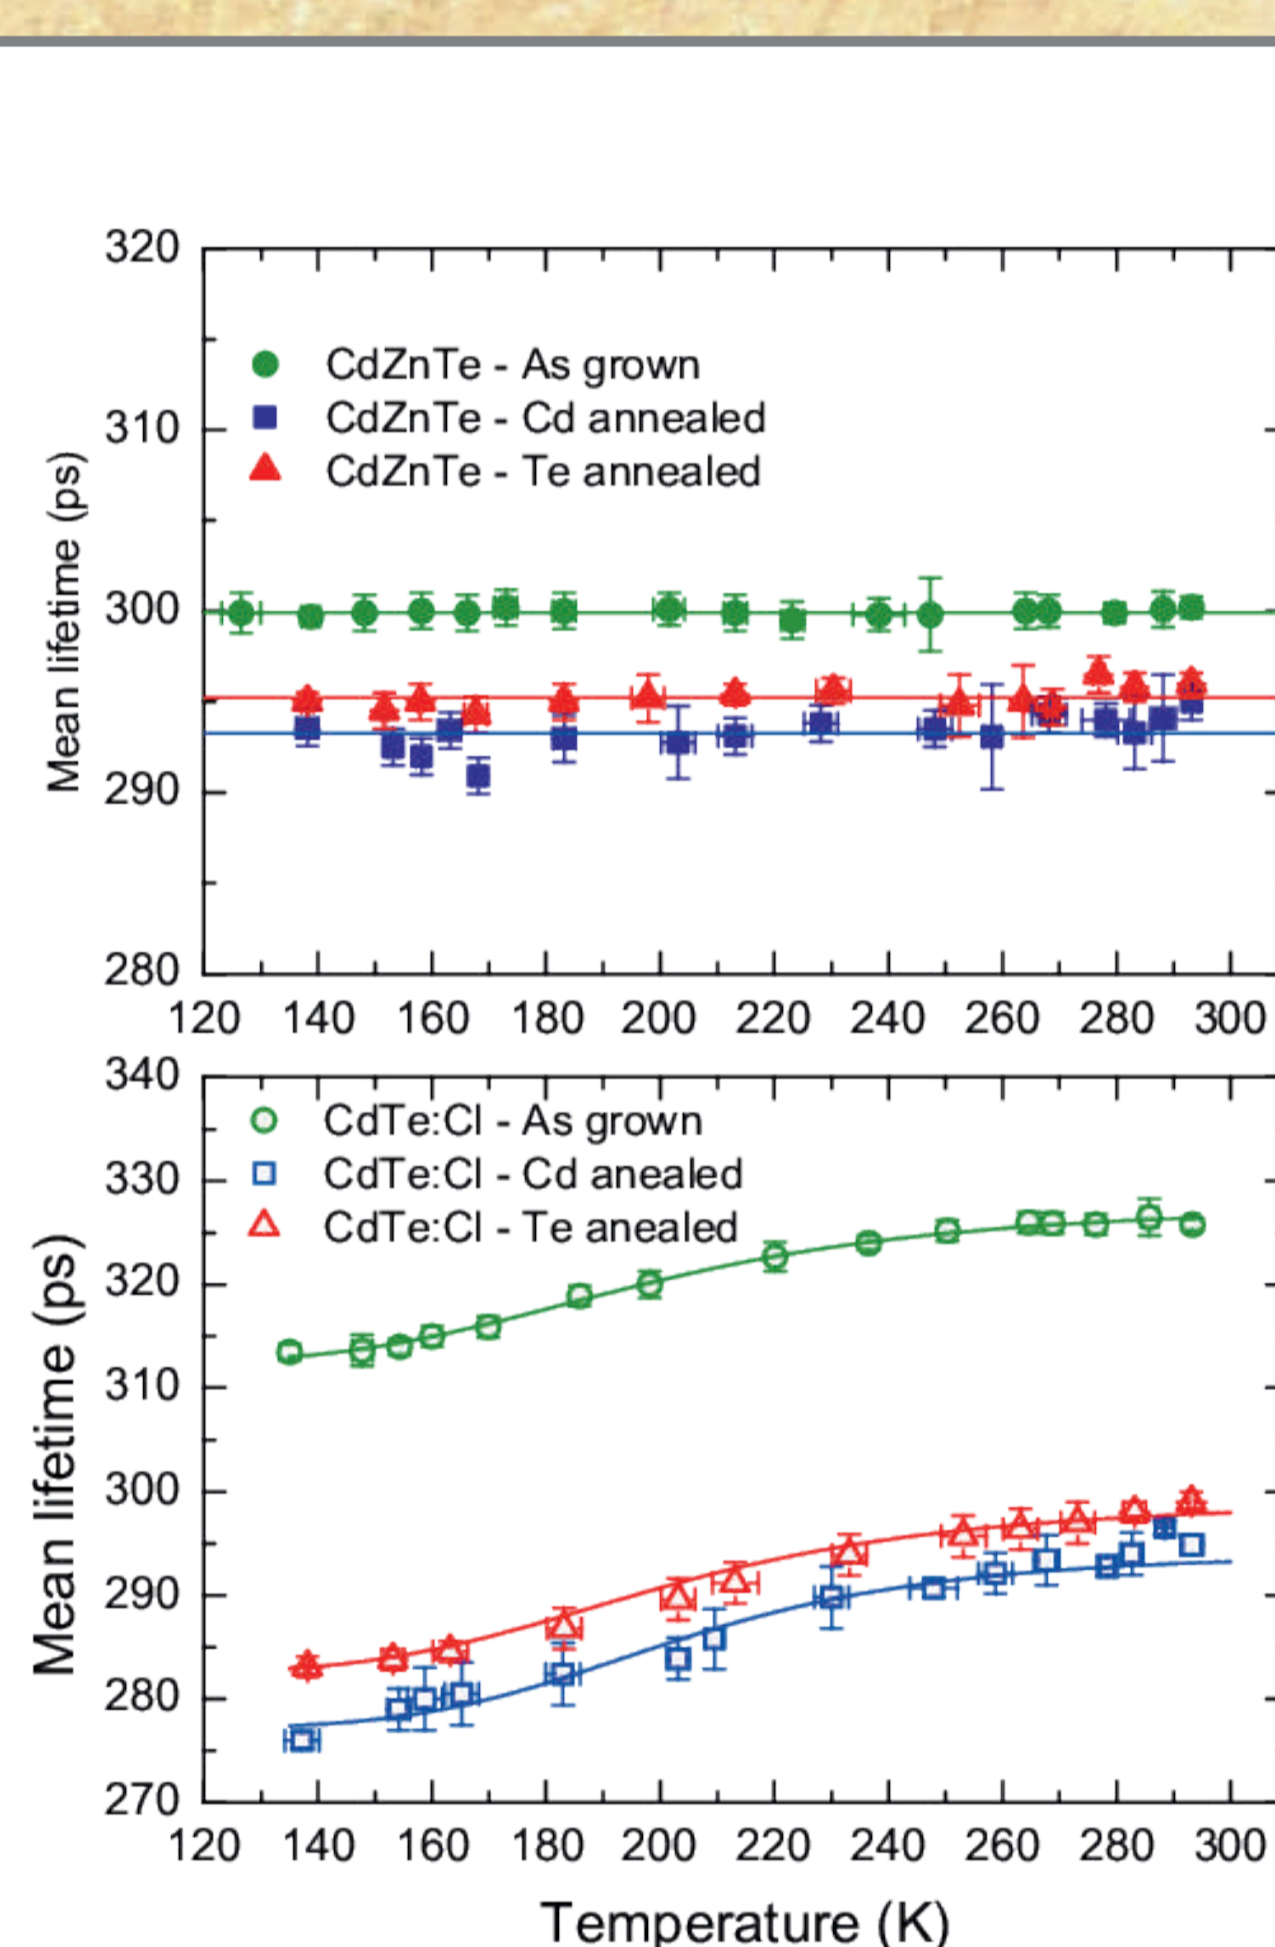 320
CdZnTe - As grown
CdZnTe - Cd annealed
310
CdZnTe - Te annealed
Mean lifetime (ps)
300
290
280
120 140 160 180 200 220 240 260 280 300
340
CdTe:Cl - As grown
330
CdTe:Cl - Cd anealed
CdTe:Cl - Te anealed
Mean lifetime (ps)
320
310
300
290
280
270
120 140 160 180 200 220 240 260 280 300
Temperature (K)